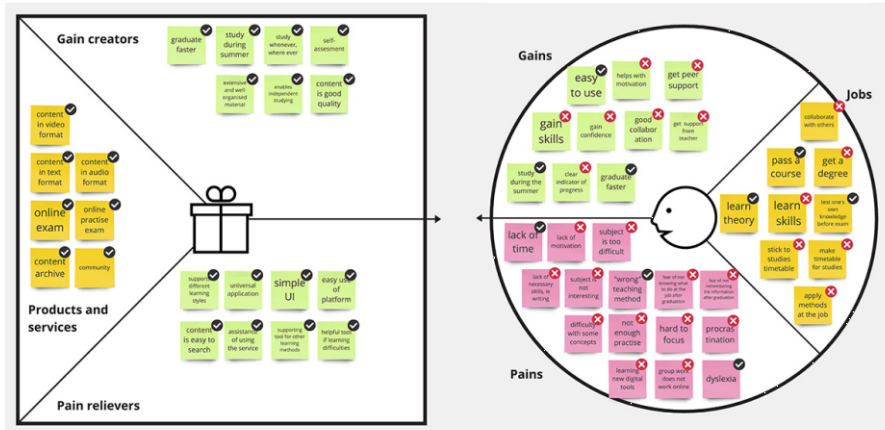 Gain creators
graduate
faster
study
during
summer
study
whenever,
where ever
self-
assesment
extensive
and well
organised
material
enables
independent
studying
content
is good
quality
content
in video
format
content
in text
format
content
in audio
format
online
exam
online
practise
exam
content
archive
community
Products and
services
supports
different
learning
styles
universal
application
simple
UI
easy use
of
platform
content
is easy to
search
assistance
of using
the service
supporting
tool for other
learning
methods
helpful tool
if learning
difficulties
Pain relievers
Gains
easy
to use
helps with
motivation
get peer
support
gain
skills
gain
confidence
good
collabor
ation
get support
from
teacher
study
during the
summer
clear
indicator of
progress
graduate
faster
Jobs
collaborate
with others
pass a
course
get a
degree
learn
theory
learn
skills
test one's
own
knowledge
before exam
stick to
studies
timetable
make
timetable
for studies
apply
methods
at the job
lack of
time
lack of
motivation
subject
is too
difficult
lack of
necessary
skills, ie
writing
subject is
not
interesting
"wrong"
teaching
method
fear of not
knowing what
to do at the
job after
graduation
fear of not
remembering
the information
after graduation
difficulty
with some
concepts
not
enough
practise
hard to
focus
procras
tination
learning
new digital
tools
group work
does not
work online
dyslexia
Pains